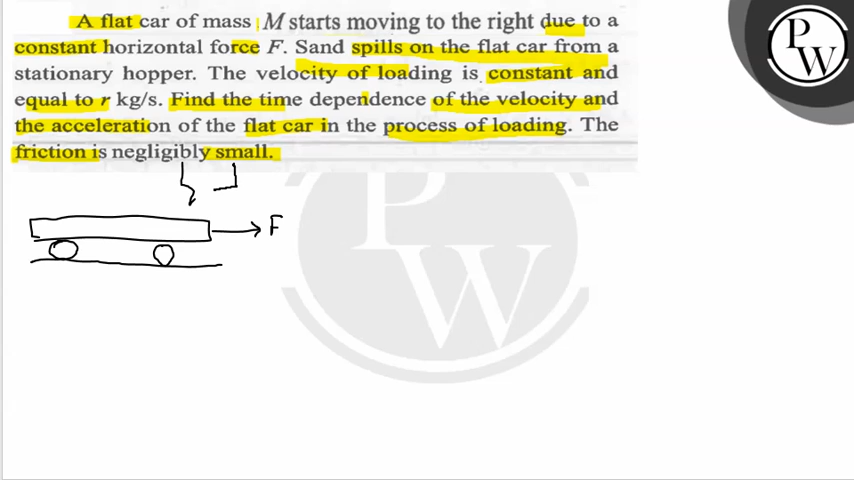 A flat car of mass M starts moving to the right due to a
constant horizontal force F. Sand spills on the flat car from a
stationary hopper. The velocity of loading is constant and
equal to r kg/s. Find the time dependence of the velocity and
the acceleration of the flat car in the process of loading. The
friction is negligibly small.
F
P
W
P
W